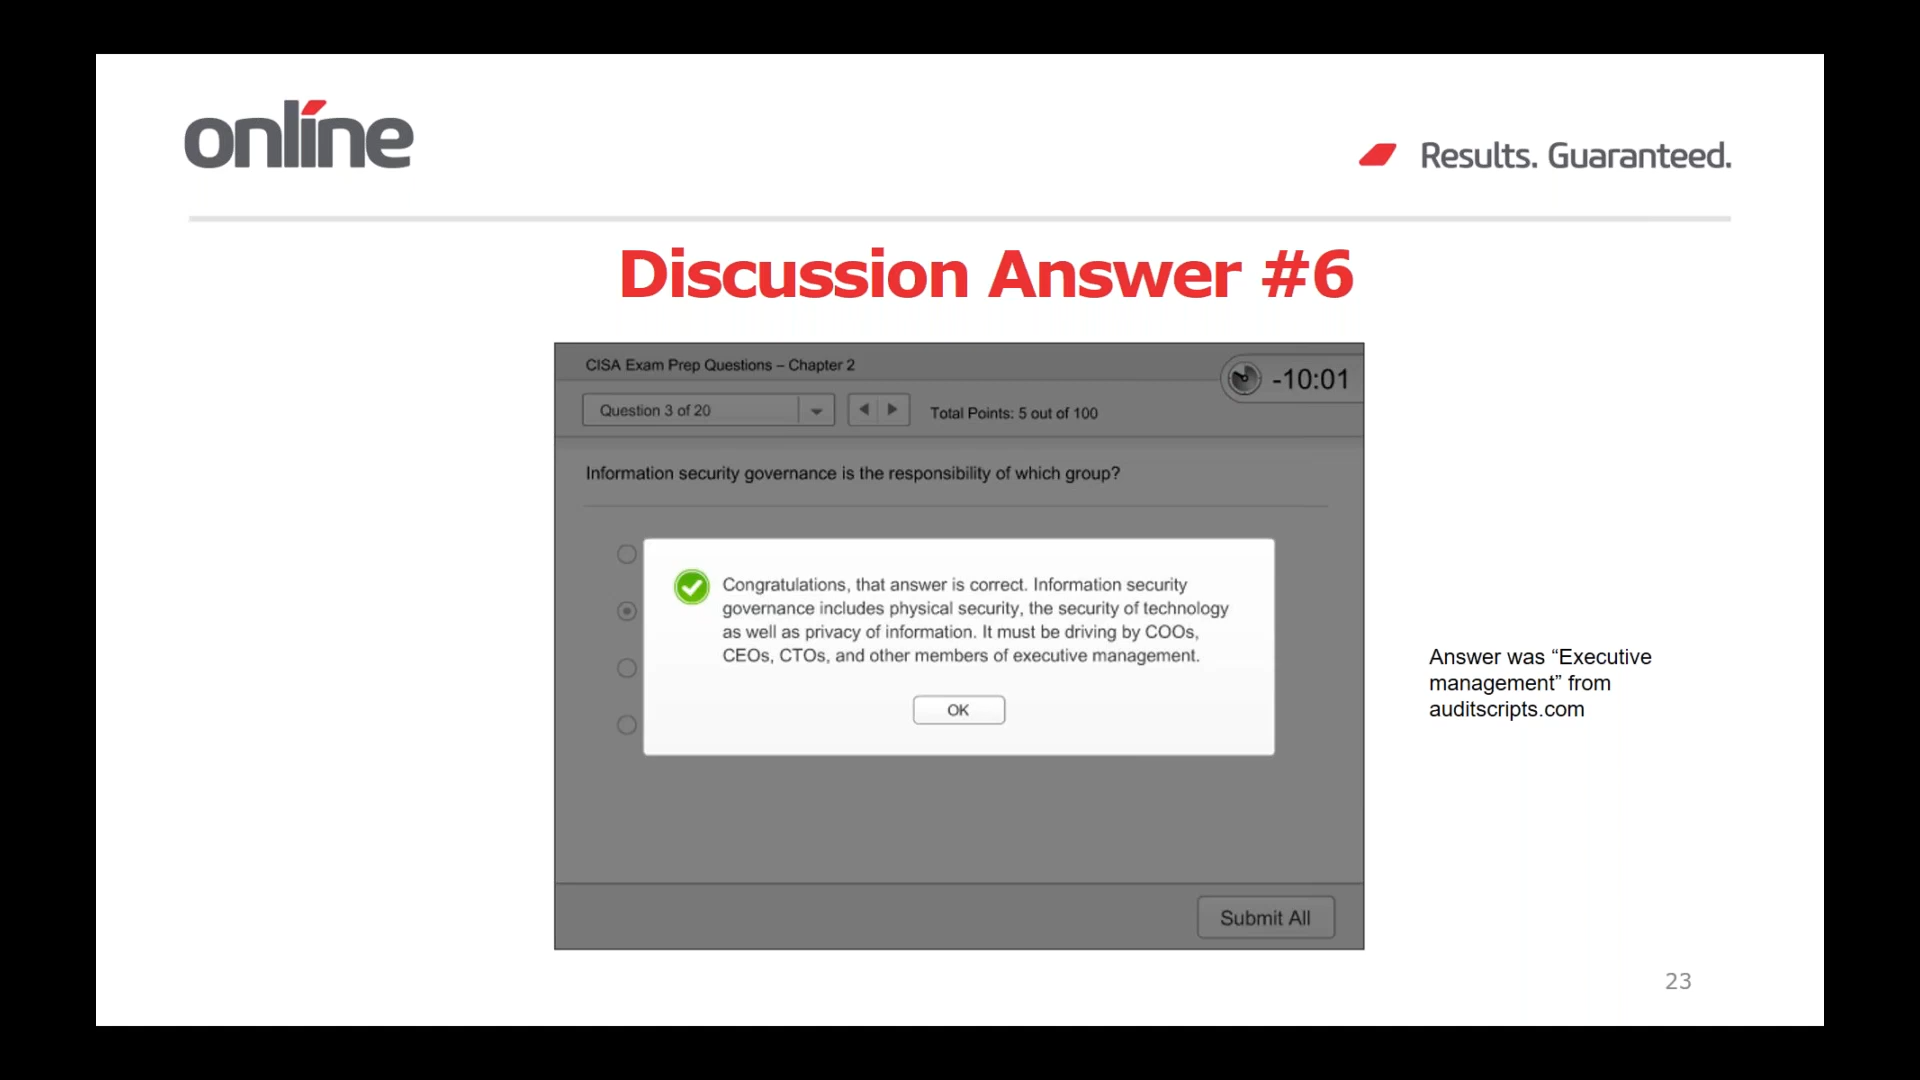 online
Results. Guaranteed.
Discussion Answer #6
CISA Exam Prep Questions – Chapter 2
-10:01
Question 3 of 20
Total Points: 5 out of 100
Information security governance is the responsibility of which group?
Congratulations, that answer is correct. Information security
governance includes physical security, the security of technology
as well as privacy of information. It must be driving by COOs,
CEOs, CTOs, and other members of executive management.
OK
Answer was “Executive
management” from
auditscripts.com
Submit All
23